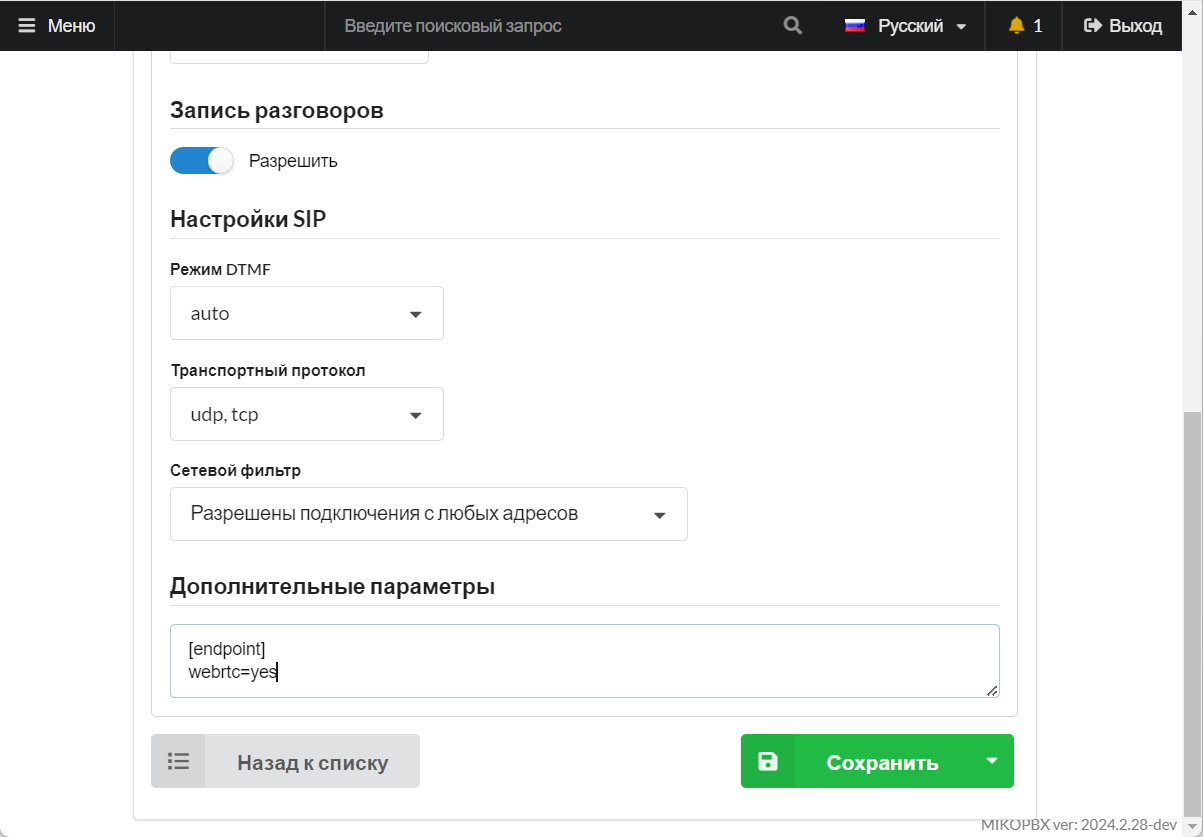 Меню
Введите поисковый запрос
Русский
1
Выход
Запись разговоров
Разрешить
Настройки SIP
Режим DTMF
auto
Транспортный протокол
udp, tcp
Сетевой фильтр
Разрешены подключения с любых адресов
Дополнительные параметры
[endpoint]
webrtc=yes
Назад к списку
Сохранить
MIKOPBX ver: 2024.2.28-dev